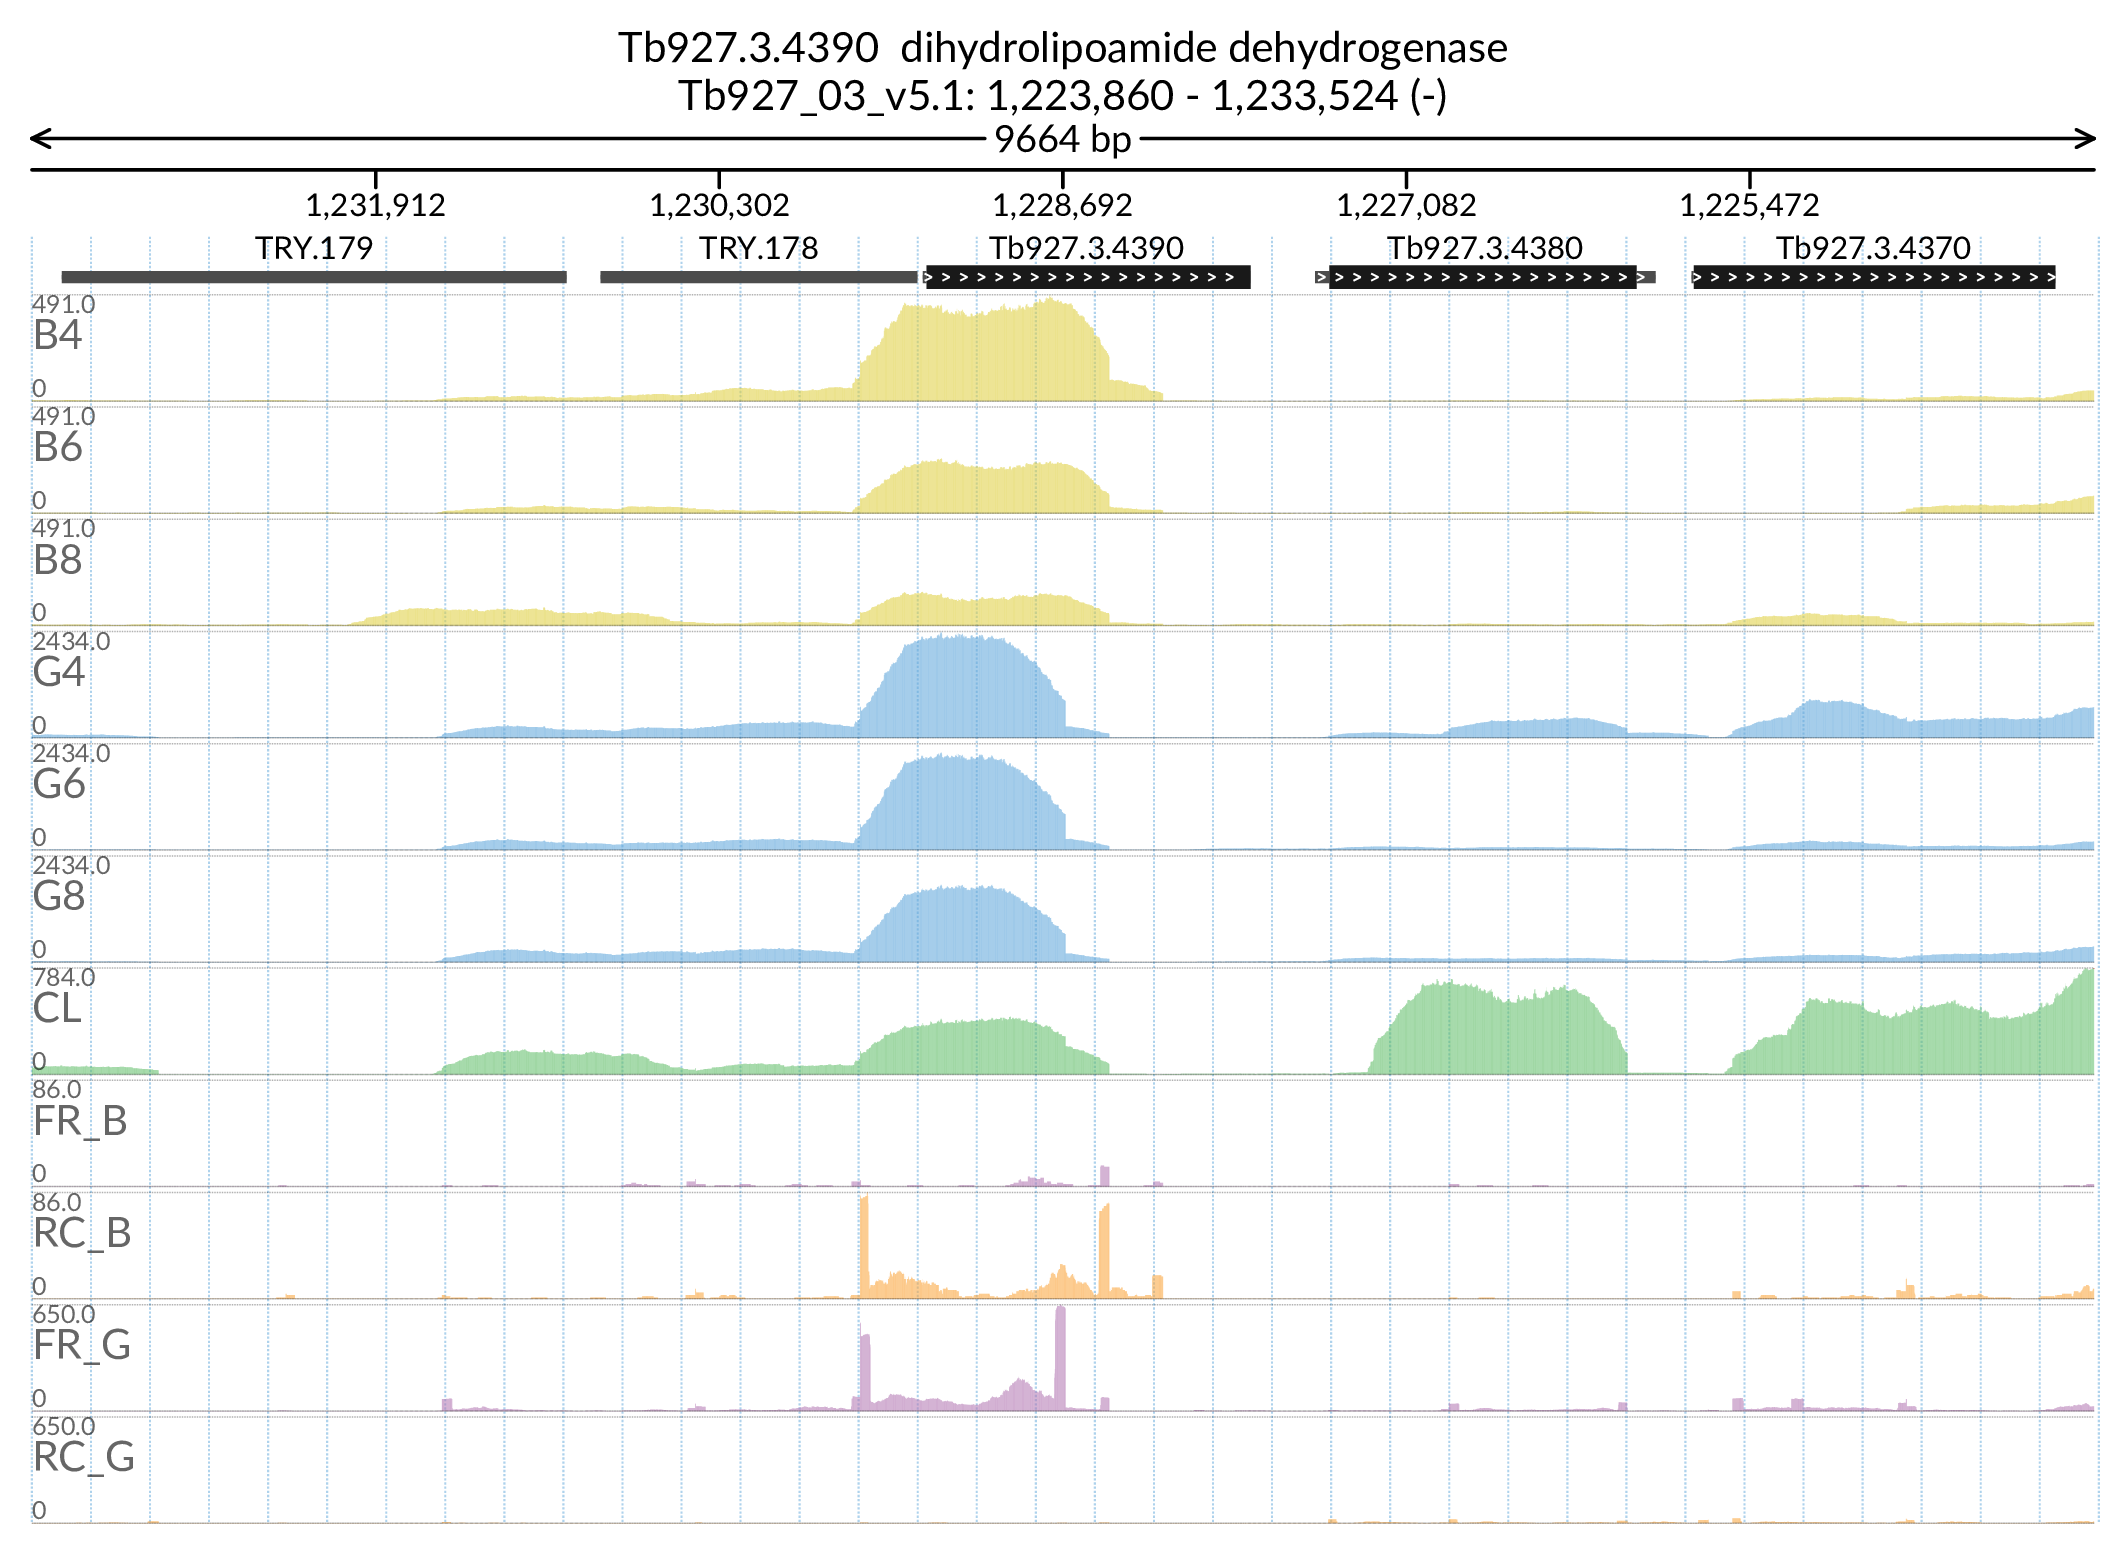 Tb927.3.4390 dihydrolipoamide dehydrogenase
Tb927_03_v5.1: 1,223,860 - 1,233,524 (-)
9664 bp
1,231,912 1,230,302 1,228,692 1,227,082 1,225,472
TRY.179 TRY.178 Tb927.3.4390 Tb927.3.4380 Tb927.3.4370
491.0
B4
0
491.0
B6
0
491.0
B8
0
2434.0
G4
0
2434.0
G6
0
2434.0
G8
0
784.0
CL
0
86.0
FR_B
0
86.0
RC_B
0
650.0
FR_G
0
650.0
RC_G
0